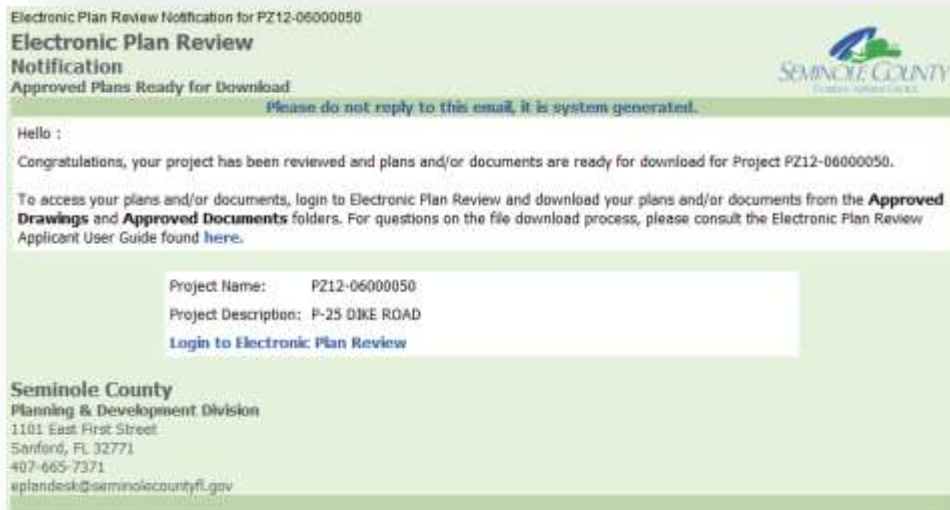 Electronic Plan Review Notification for PZ12-06000050
Electronic Plan Review
Notification
Approved Plans Ready for Download
SEMINOLE COUNTY
Please do not reply to this email, it is system generated.
Hello :
Congratulations, your project has been reviewed and plans and/or documents are ready for download for Project PZ12-06000050.
To access your plans and/or documents, login to Electronic Plan Review and download your plans and/or documents from the Approved
Drawings and Approved Documents folders. For questions on the file download process, please consult the Electronic Plan Review
Applicant User Guide found here.
Project Name: PZ12-06000050
Project Description: P-25 DIKE ROAD
Login to Electronic Plan Review
Seminole County
Planning & Development Division
1101 East First Street
Sanford, FL 32771
407-665-7371
eplandesk@seminolecountyfl.gov